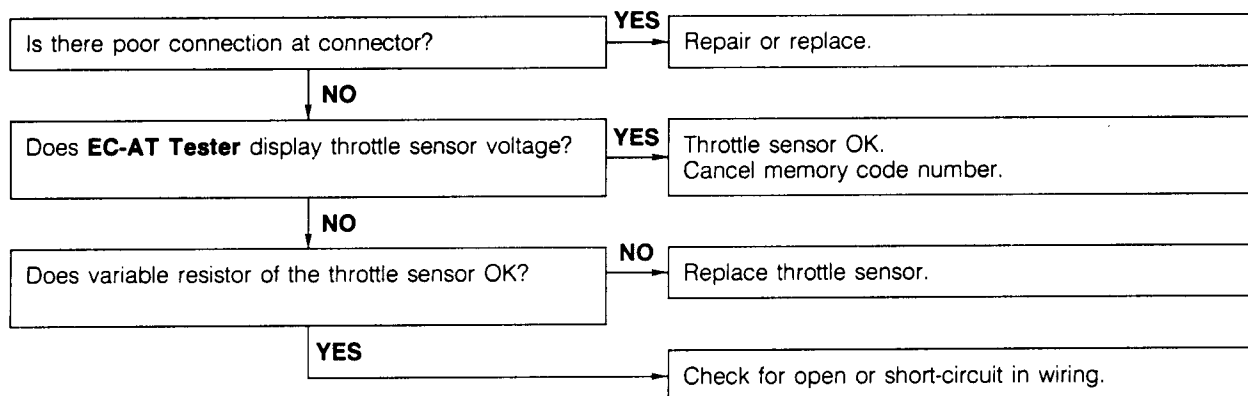 Is there poor connection at connector?
YES
Repair or replace.
NO
Does EC-AT Tester display throttle sensor voltage?
YES
Throttle sensor OK.
Cancel memory code number.
NO
Does variable resistor of the throttle sensor OK?
NO
Replace throttle sensor.
YES
Check for open or short-circuit in wiring.